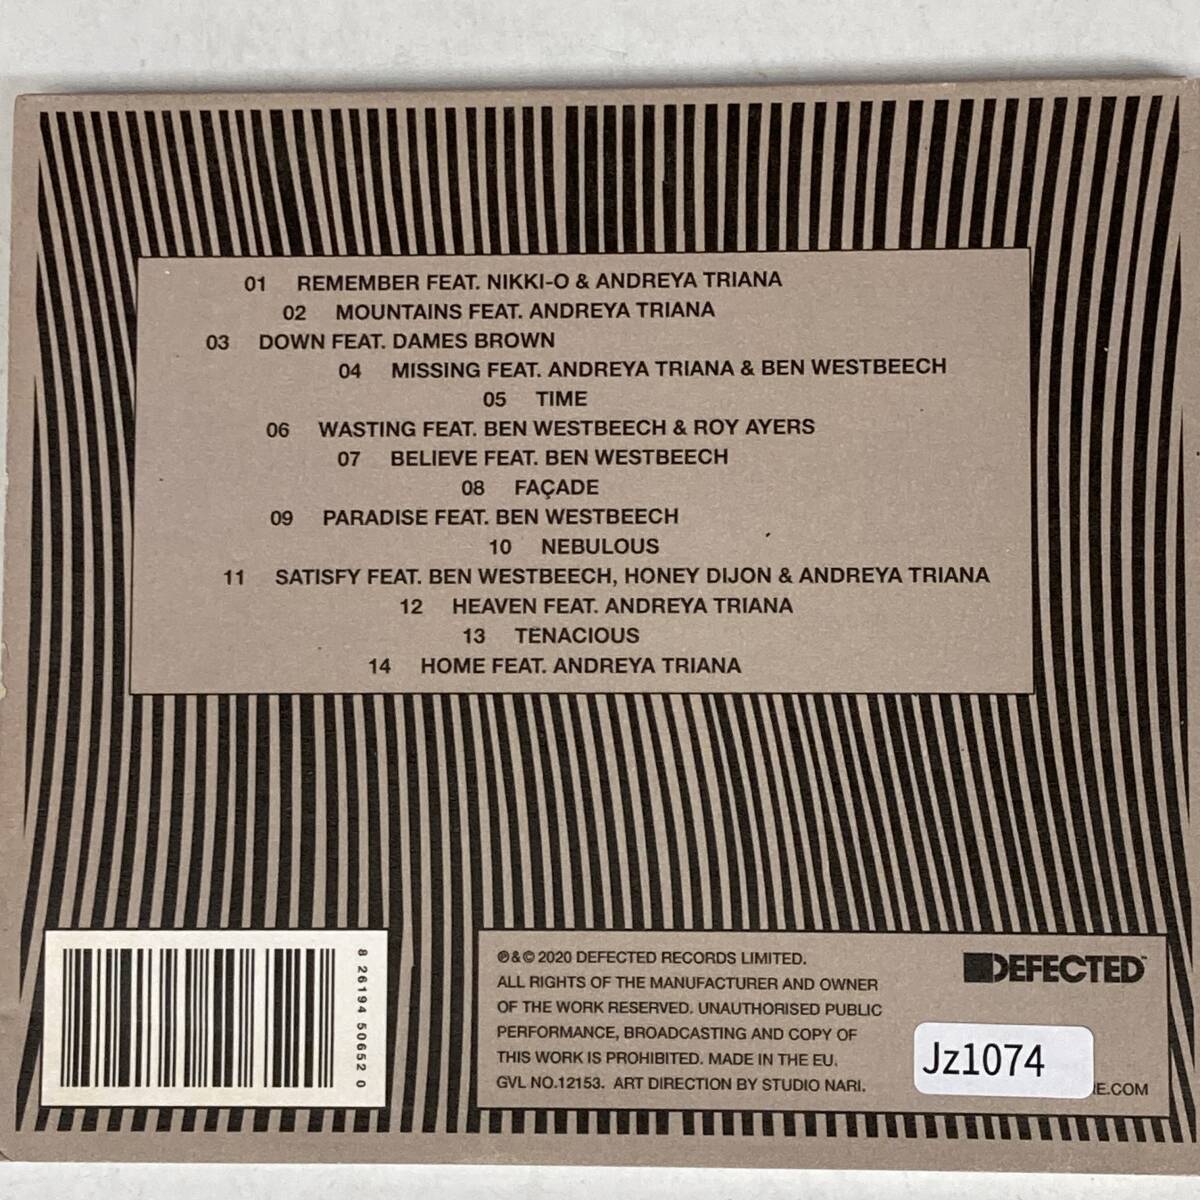 01 REMEMBER FEAT. NIKKI-O & ANDREYA TRIANA
02 MOUNTAINS FEAT. ANDREYA TRIANA
03 DOWN FEAT. DAMES BROWN
04 MISSING FEAT. ANDREYA TRIANA & BEN WESTBEECH
05 TIME
06 WASTING FEAT. BEN WESTBEECH & ROY AYERS
07 BELIEVE FEAT. BEN WESTBEECH
08 FAÇADE
09 PARADISE FEAT. BEN WESTBEECH
10 NEBULOUS
11 SATISFY FEAT. BEN WESTBEECH, HONEY DIJON & ANDREYA TRIANA
12 HEAVEN FEAT. ANDREYA TRIANA
13 TENACIOUS
14 HOME FEAT. ANDREYA TRIANA
8 26194 50652 0
℗&© 2020 DEFECTED RECORDS LIMITED.
ALL RIGHTS OF THE MANUFACTURER AND OWNER
OF THE WORK RESERVED. UNAUTHORISED PUBLIC
PERFORMANCE, BROADCASTING AND COPY OF
THIS WORK IS PROHIBITED. MADE IN THE EU.
GVL NO.12153. ART DIRECTION BY STUDIO NARI.
DEFECTED™
Jz1074
E.COM